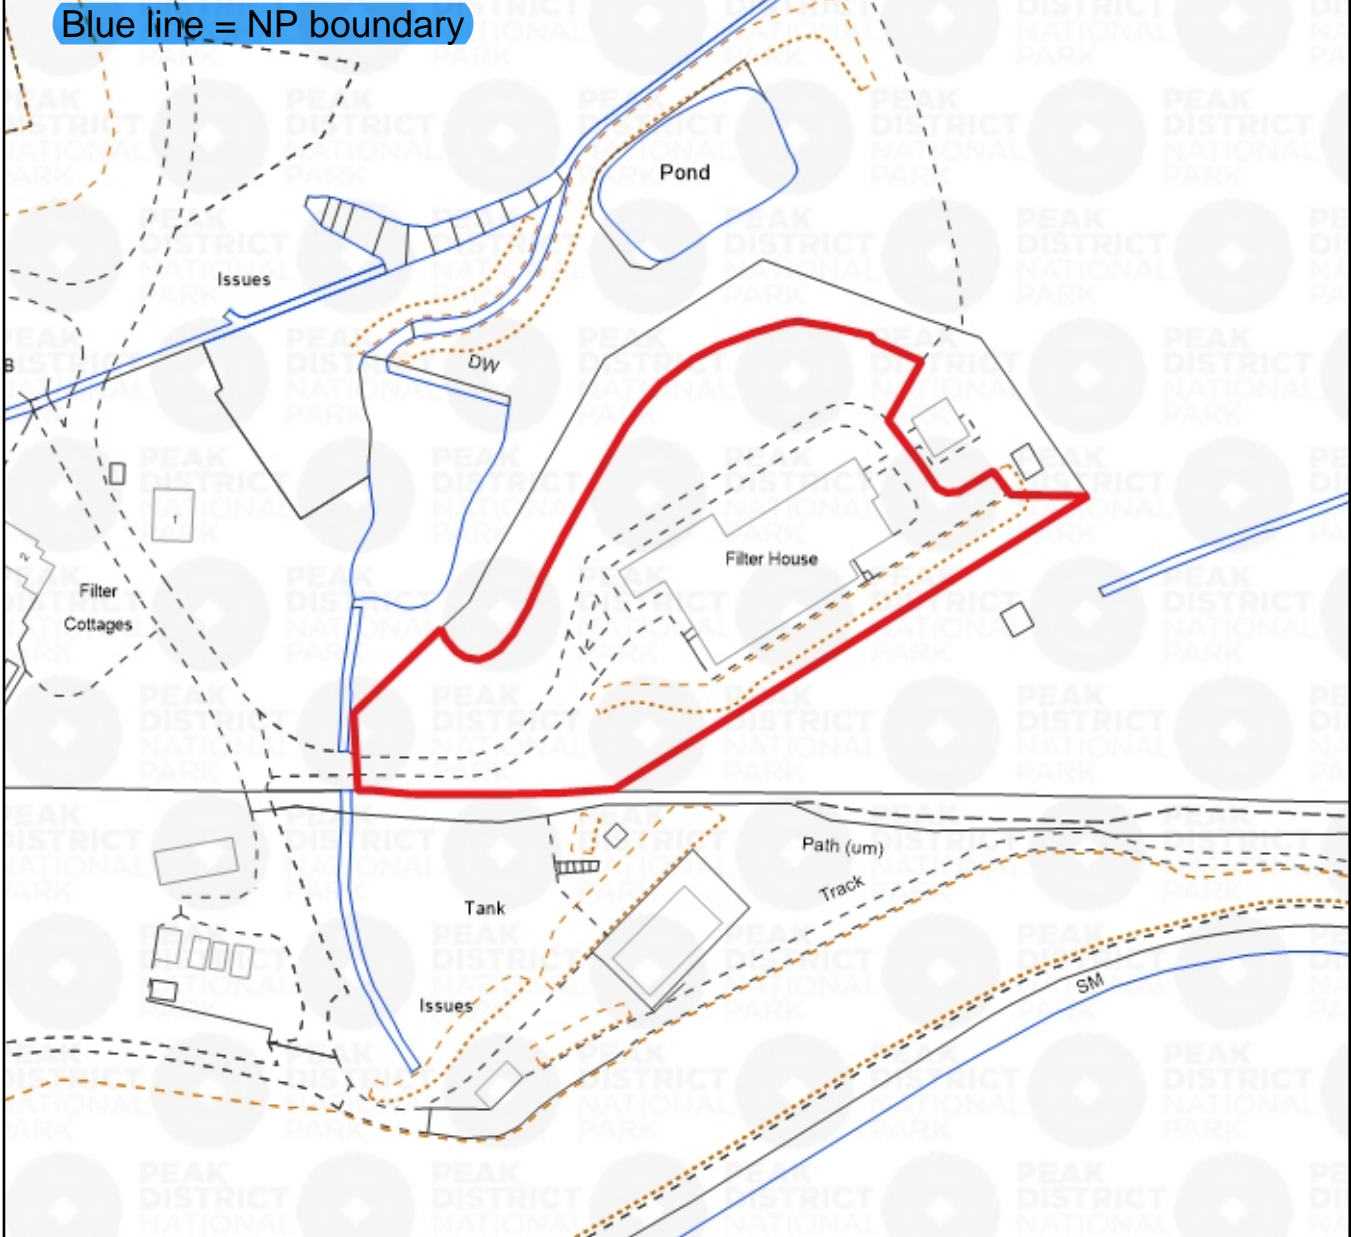 Blue line = NP boundary
Pond
Issues
DW
B
Filter House
2
Filter
Cottages
Path (um)
Track
Tank
Issues
SM
PEAK
DISTRICT
NATIONAL
PARK